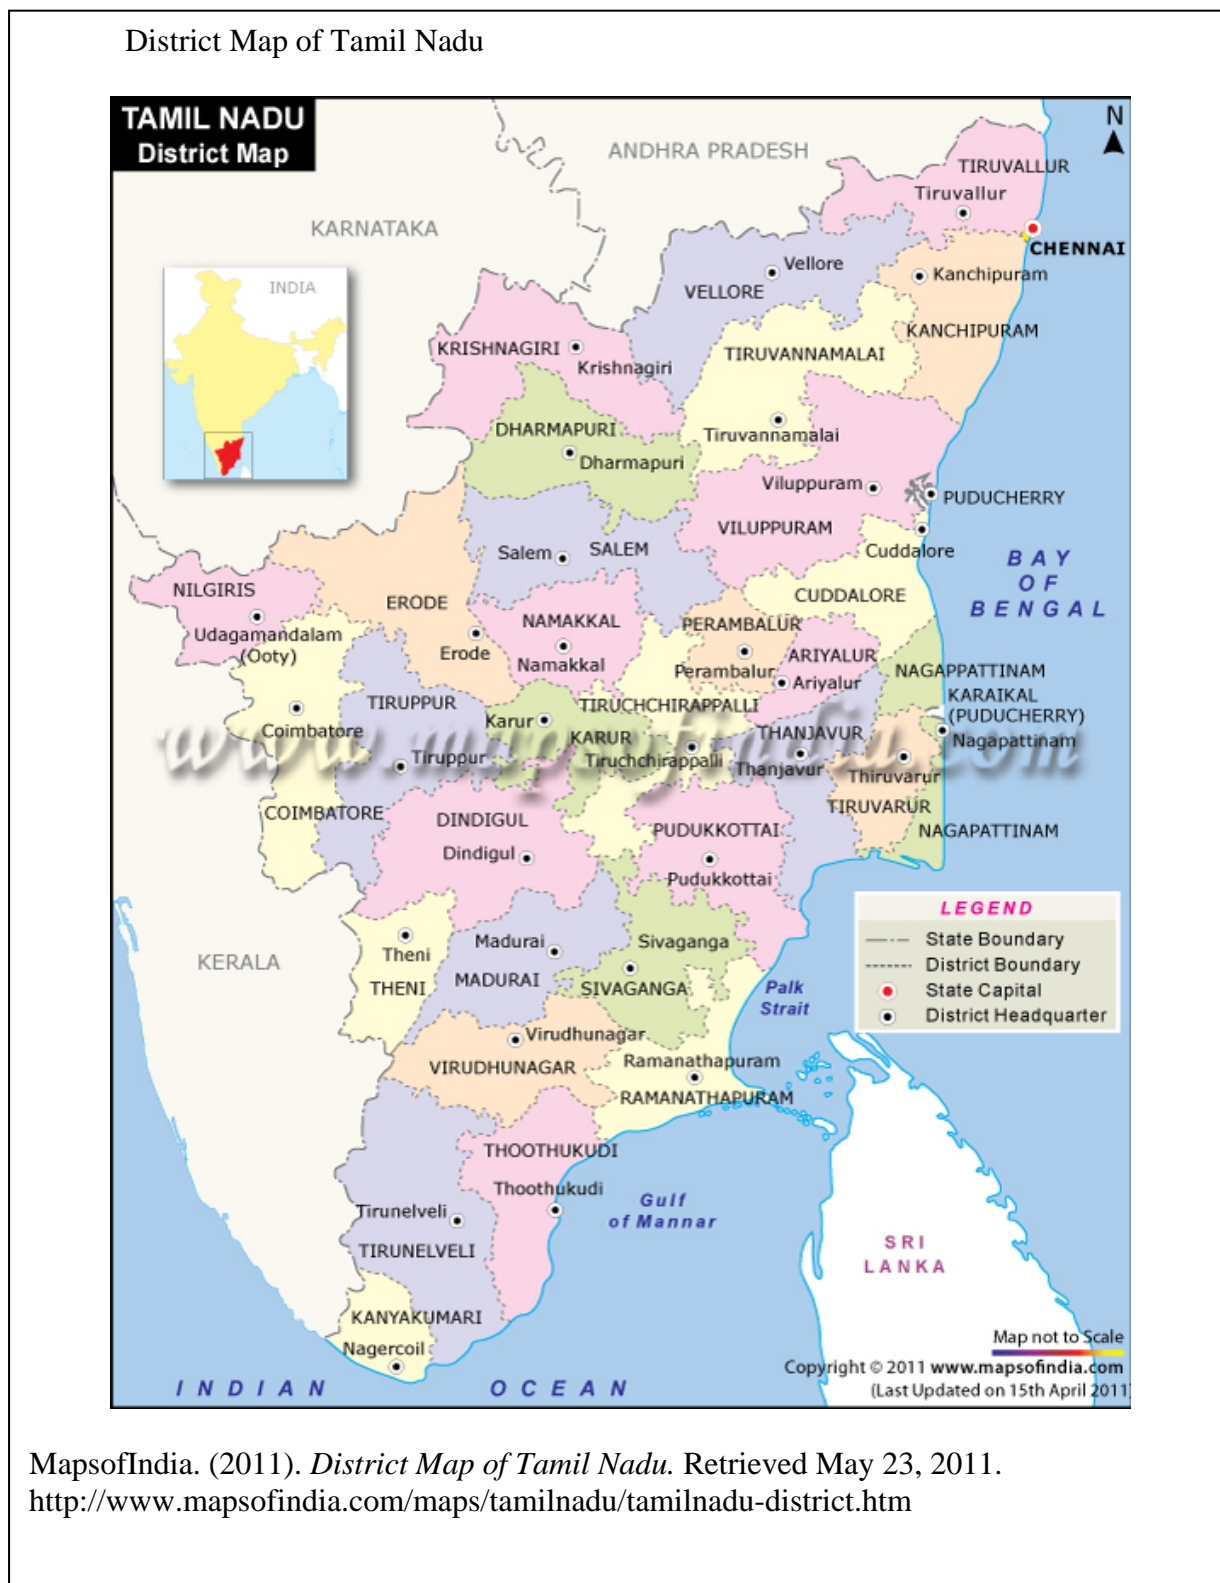 District Map of Tamil Nadu
TAMIL NADU
District Map
N
ANDHRA PRADESH
TIRUVALLUR
Tiruvallur
KARNATAKA
CHENNAI
INDIA
Vellore
VELLORE
Kanchipuram
KANCHIPURAM
KRISHNAGIRI
Krishnagiri
TIRUVANNAMALAI
DHARMAPURI
Dharmapuri
Tiruvannamalai
Viluppuram
PUDUCHERRY
VILUPPURAM
Salem
SALEM
Cuddalore
BAY
OF
BENGAL
NILGIRIS
ERODE
CUDDALORE
Udagamandalam
(Ooty)
Erode
NAMAKKAL
Namakkal
PERAMBALUR
Perambalur
ARIYALUR
Ariyalur
NAGAPPATTINAM
KARAIKAL
(PUDUCHERRY)
Nagapattinam
TIRUPPUR
TIRUCHCHIRAPPALLI
Coimbatore
Karur
KARUR
THANJAVUR
www.mapsofindia.com
Tiruppur
Tiruchchirappalli
Thanjavur
Thiruvarur
COIMBATORE
DINDIGUL
Dindigul
PUDUKKOTTAI
Pudukkottai
TIRUVARUR
NAGAPATTINAM
LEGEND
State Boundary
District Boundary
State Capital
District Headquarter
KERALA
Theni
THENI
Madurai
MADURAI
Sivaganga
SIVAGANGA
Palk
Strait
Virudhunagar
VIRUDHUNAGAR
Ramanathapuram
RAMANATHAPURAM
THOOTHUKUDI
Thoothukudi
Gulf
of Mannar
Tirunelveli
TIRUNELVELI
SRI
LANKA
KANYAKUMARI
Nagercoil
INDIAN OCEAN
Map not to Scale
Copyright © 2011 www.mapsofindia.com
(Last Updated on 15th April 2011)
MapsofIndia. (2011). District Map of Tamil Nadu. Retrieved May 23, 2011.
http://www.mapsofindia.com/maps/tamilnadu/tamilnadu-district.htm